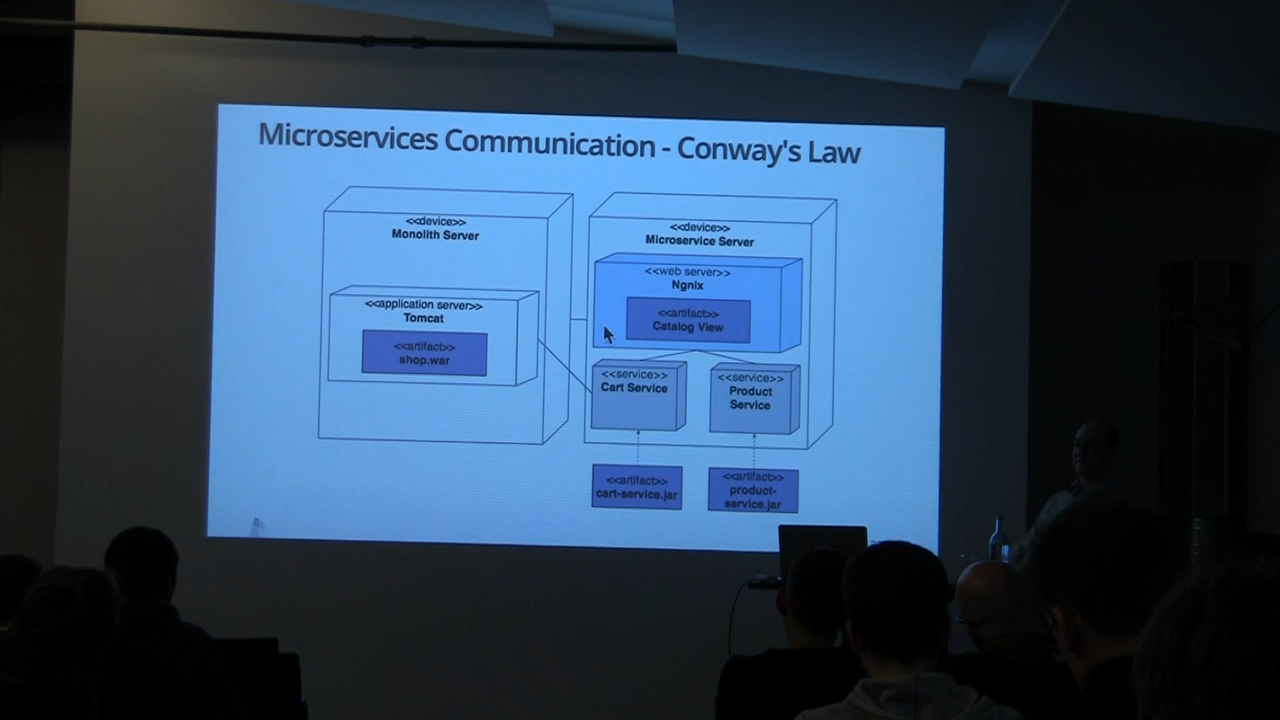 Microservices Communication - Conway's Law
<<device>>
Monolith Server
<<application server>>
Tomcat
<<artifact>>
shop.war
<<device>>
Microservice Server
<<web server>>
Ngnix
<<artifact>>
Catalog View
<<service>>
Cart Service
<<service>>
Product
Service
<<artifact>>
cart-service.jar
<<artifact>>
product-
service.jar